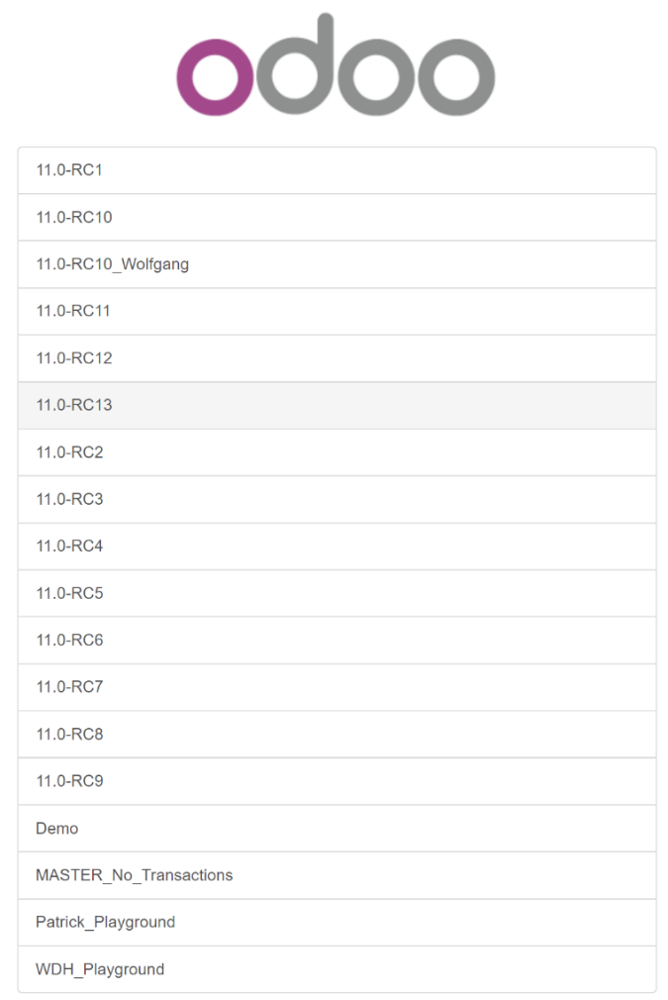 odoo
11.0-RC1
11.0-RC10
11.0-RC10_Wolfgang
11.0-RC11
11.0-RC12
11.0-RC13
11.0-RC2
11.0-RC3
11.0-RC4
11.0-RC5
11.0-RC6
11.0-RC7
11.0-RC8
11.0-RC9
Demo
MASTER_No_Transactions
Patrick_Playground
WDH_Playground